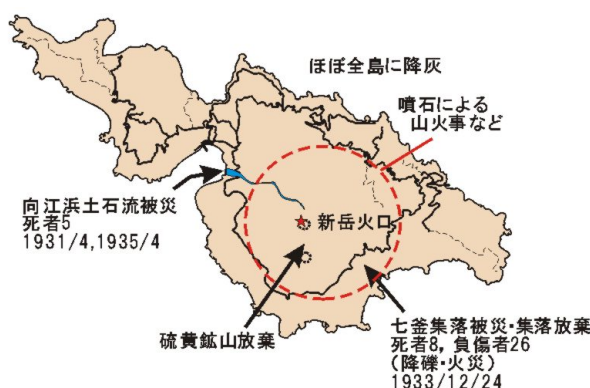 ほぼ全島に降灰
噴石による
山火事など
向江浜土石流被災
死者5
1931/4,1935/4
新岳火口
硫黄鉱山放棄
七釜集落被災・集落放棄
死者8, 負傷者26
(降礫・火災)
1933/12/24